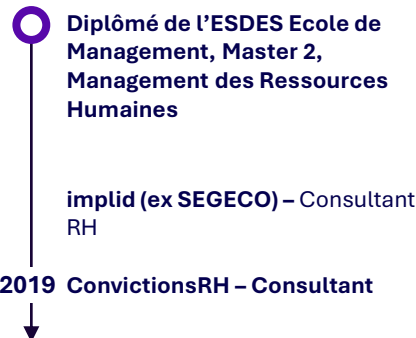 Diplômé de l’ESDES Ecole de
Management, Master 2,
Management des Ressources
Humaines
implid (ex SEGECO) – Consultant
RH
2019 ConvictionsRH – Consultant